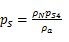 p_S = ρ_N p_{S4} / ρ_a